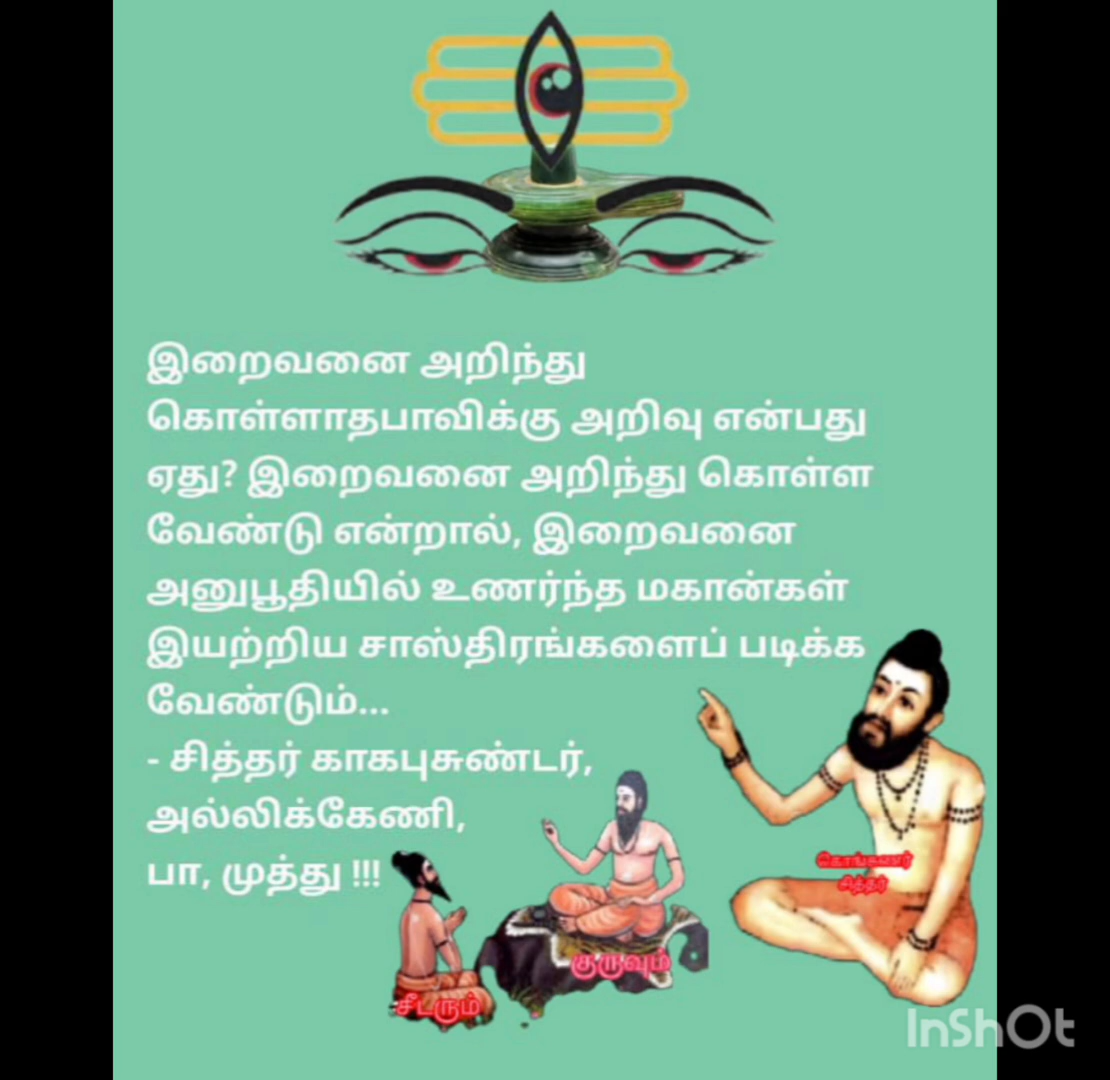 இறைவனை அறிந்து
கொள்ளாதபாவிக்கு அறிவு என்பது
ஏது? இறைவனை அறிந்து கொள்ள
வேண்டு என்றால், இறைவனை
அனுபூதியில் உணர்ந்த மகான்கள்
இயற்றிய சாஸ்திரங்களைப் படிக்க
வேண்டும்...
- சித்தர் காகபுசுண்டர்,
அல்லிக்கேணி,
பா, முத்து !!!
கொங்கணர்
சித்தர்
குருவும்
சீடரும்
InShOt